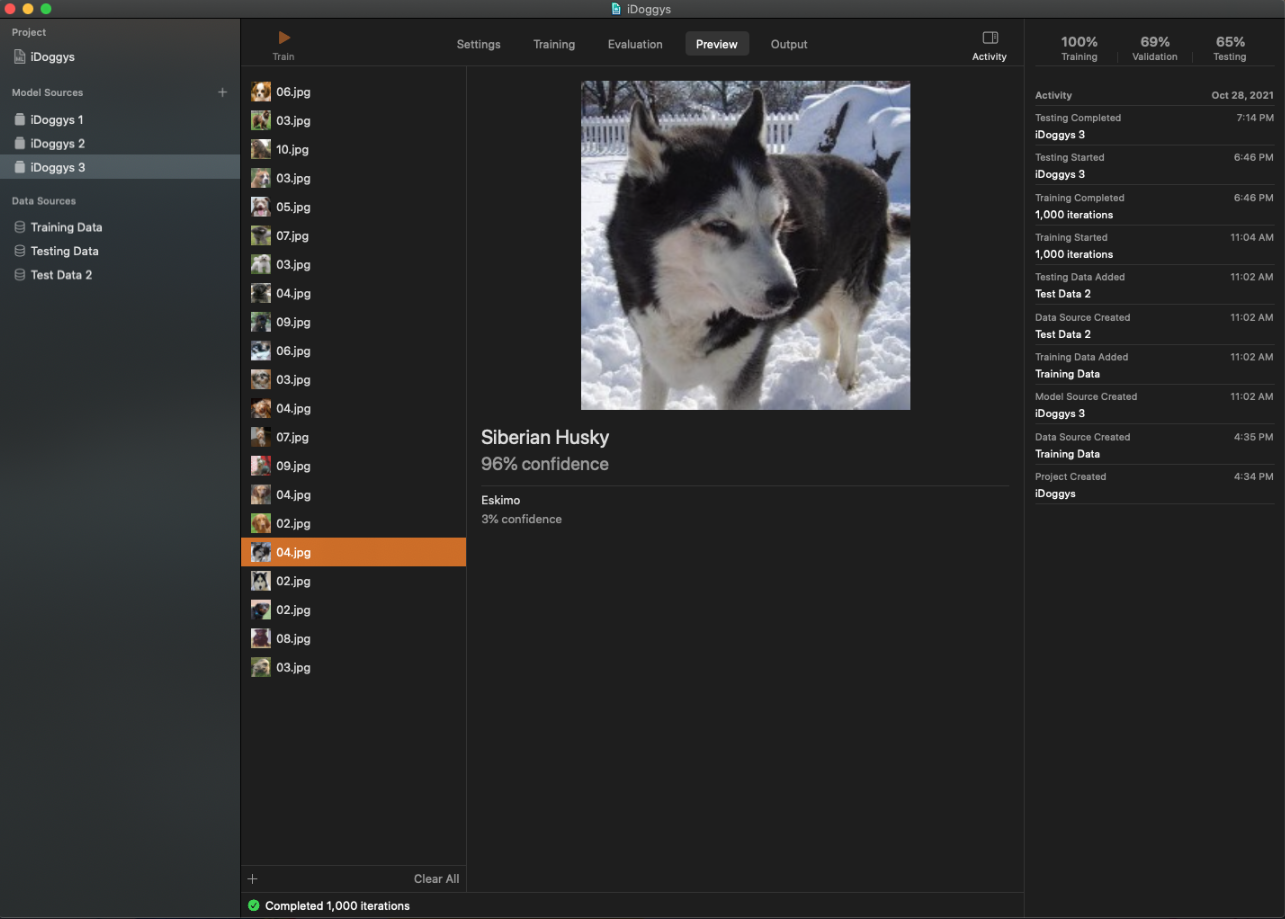 iDoggys
Project
iDoggys
Model Sources
iDoggys 1
iDoggys 2
iDoggys 3
Data Sources
Training Data
Testing Data
Test Data 2
Train
Settings
Training
Evaluation
Preview
Output
Activity
06.jpg
03.jpg
10.jpg
03.jpg
05.jpg
07.jpg
03.jpg
04.jpg
09.jpg
06.jpg
03.jpg
04.jpg
07.jpg
09.jpg
04.jpg
02.jpg
04.jpg
02.jpg
02.jpg
08.jpg
03.jpg
Clear All
Completed 1,000 iterations
Siberian Husky
96% confidence
Eskimo
3% confidence
100% 69% 65%
Training Validation Testing
Activity Oct 28, 2021
Testing Completed 7:14 PM
iDoggys 3
Testing Started 6:46 PM
iDoggys 3
Training Completed 6:46 PM
1,000 iterations
Training Started 11:04 AM
1,000 iterations
Testing Data Added 11:02 AM
Test Data 2
Data Source Created 11:02 AM
Test Data 2
Training Data Added 11:02 AM
Training Data
Model Source Created 11:02 AM
iDoggys 3
Data Source Created 4:35 PM
Training Data
Project Created 4:34 PM
iDoggys